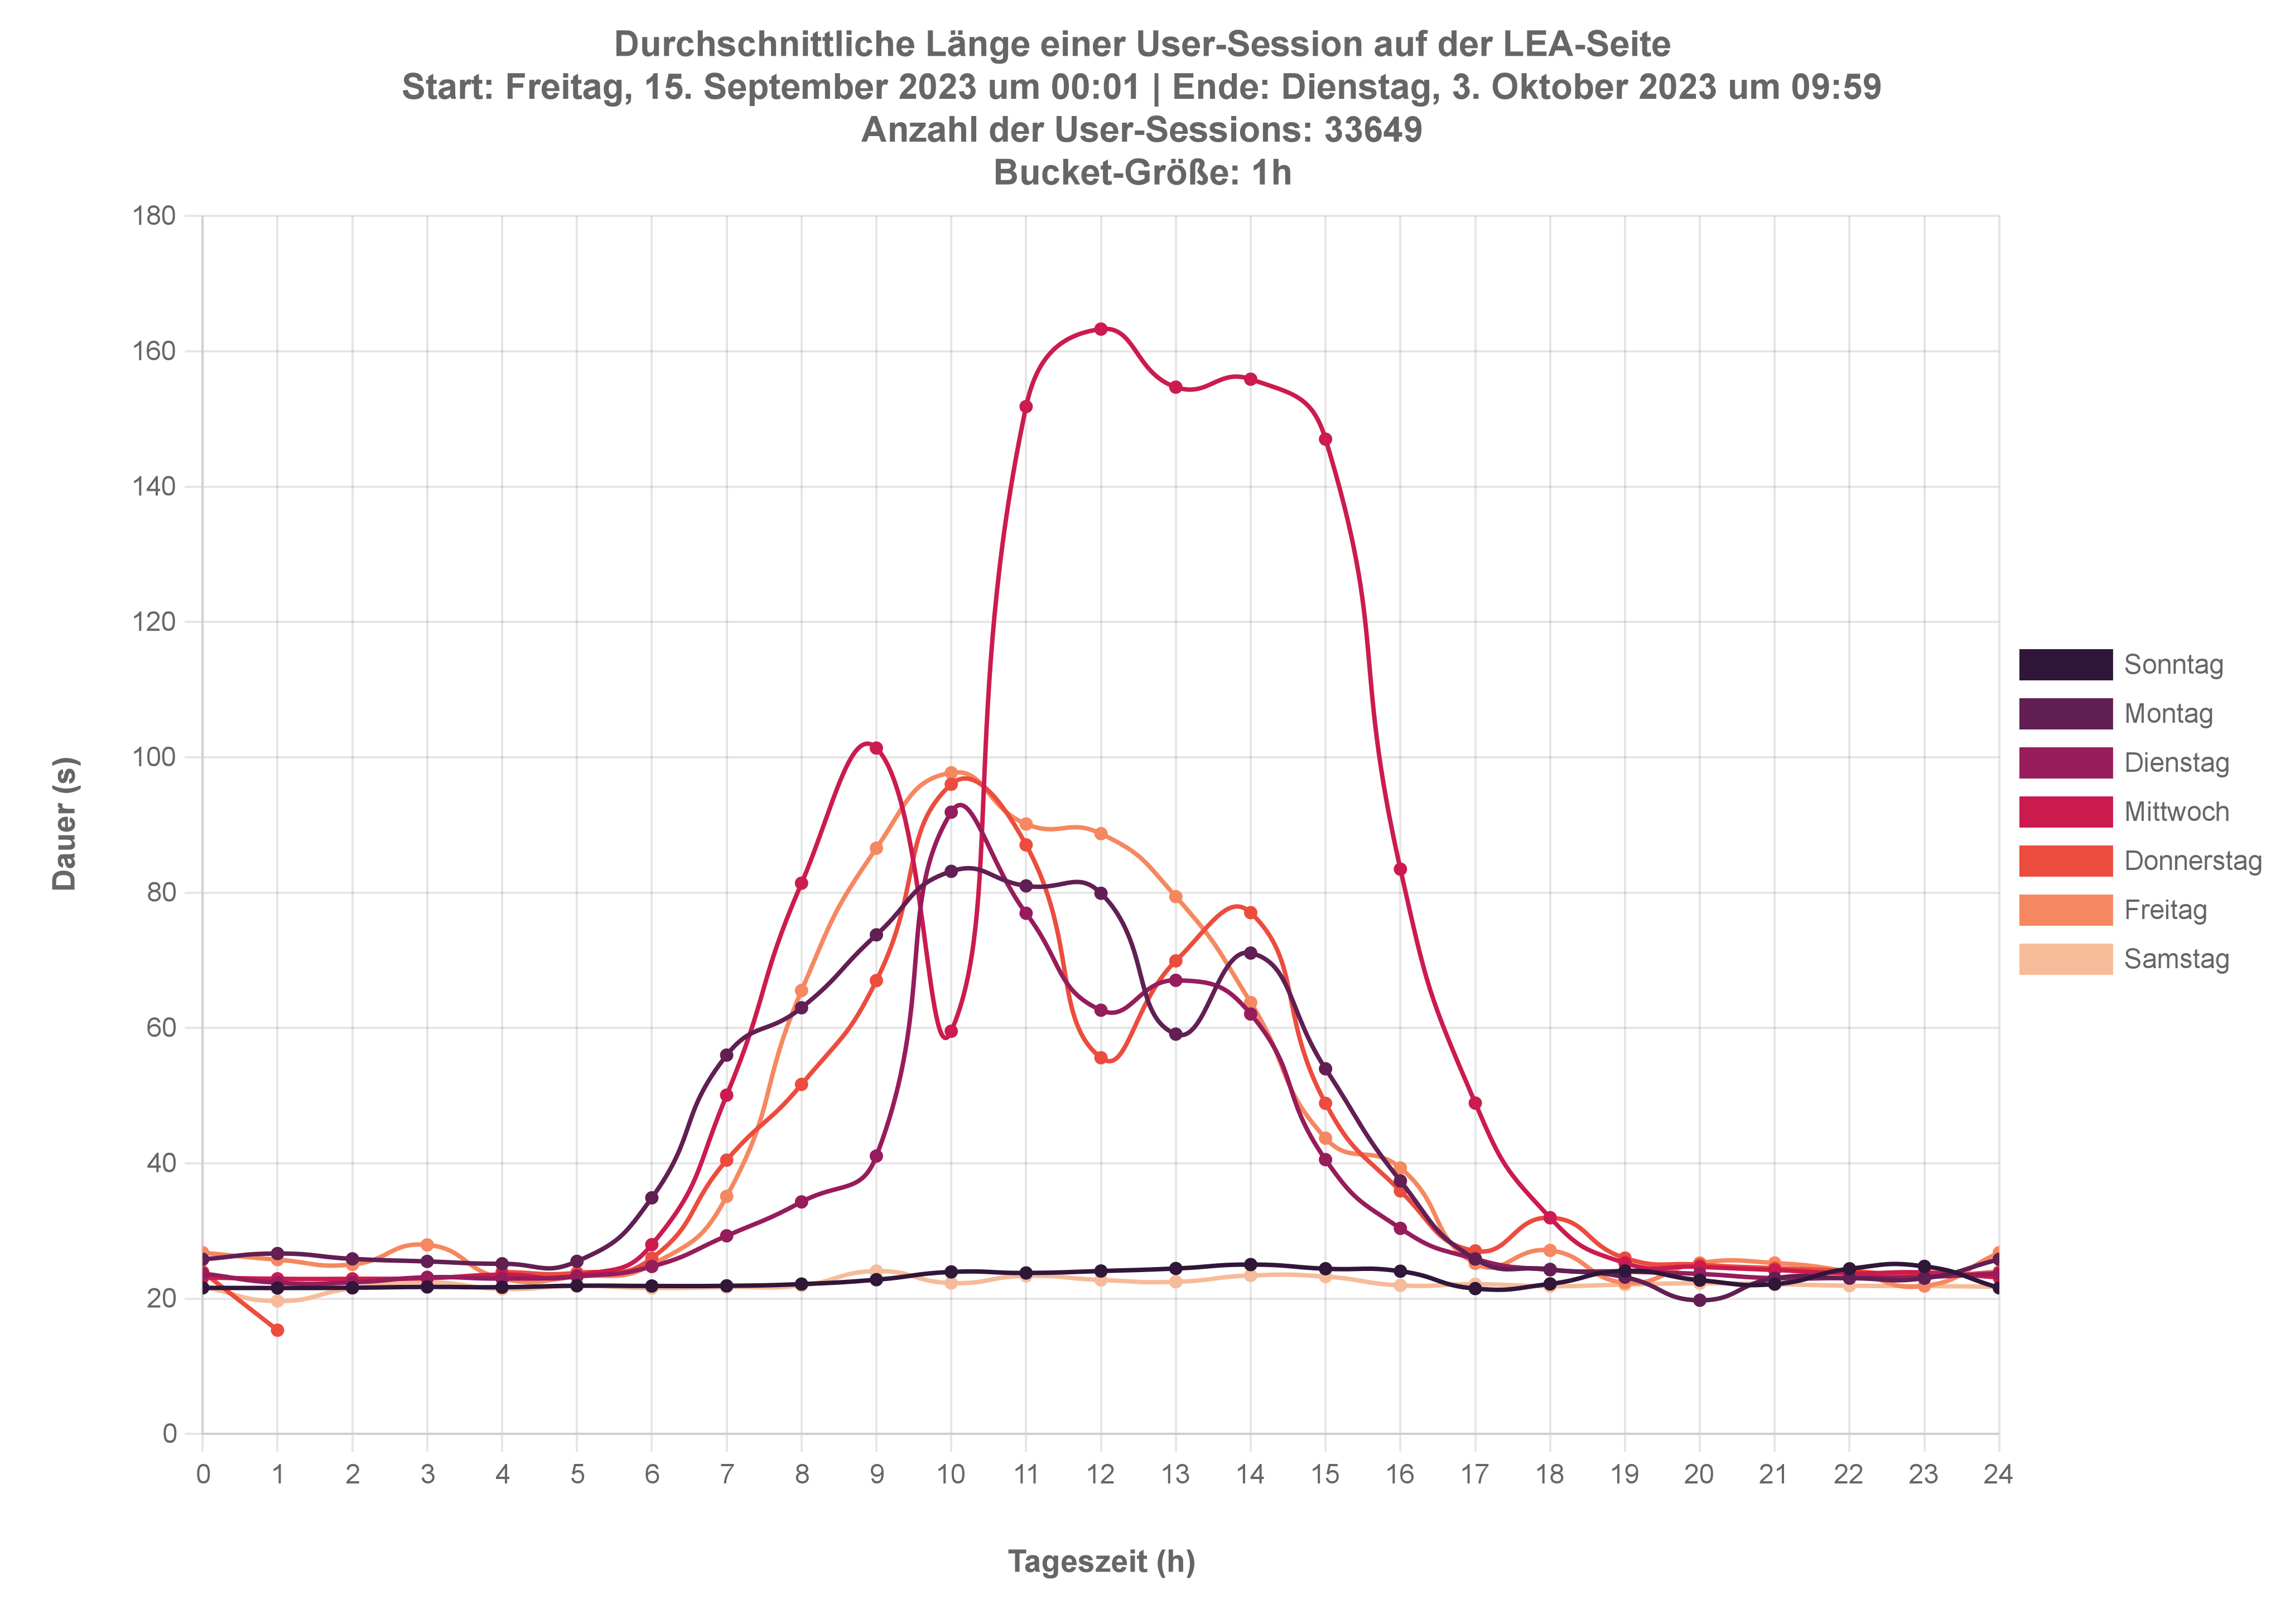 Durchschnittliche Länge einer User-Session auf der LEA-Seite
Start: Freitag, 15. September 2023 um 00:01 | Ende: Dienstag, 3. Oktober 2023 um 09:59
Anzahl der User-Sessions: 33649
Bucket-Größe: 1h
180
160
140
120
100
80
60
40
20
0
Dauer (s)
0 1 2 3 4 5 6 7 8 9 10 11 12 13 14 15 16 17 18 19 20 21 22 23 24
Tageszeit (h)
Sonntag
Montag
Dienstag
Mittwoch
Donnerstag
Freitag
Samstag